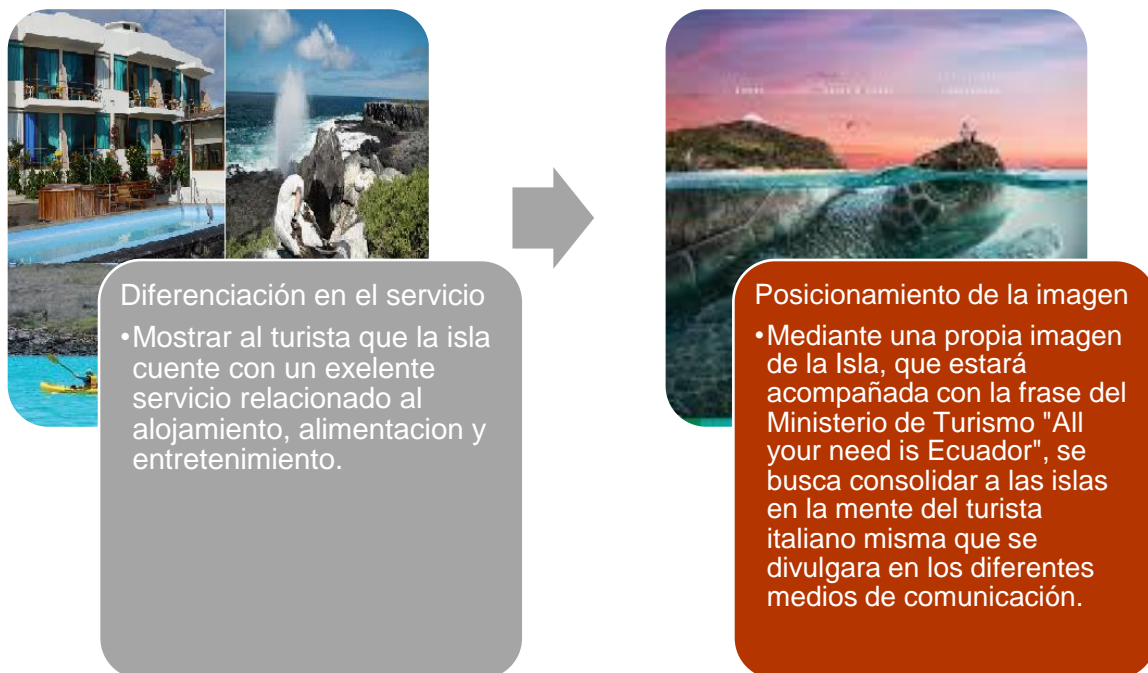 Diferenciación en el servicio
•Mostrar al turista que la isla
cuente con un exelente
servicio relacionado al
alojamiento, alimentacion y
entretenimiento.
Posicionamiento de la imagen
•Mediante una propia imagen
de la Isla, que estará
acompañada con la frase del
Ministerio de Turismo "All
your need is Ecuador", se
busca consolidar a las islas
en la mente del turista
italiano misma que se
divulgara en los diferentes
medios de comunicación.